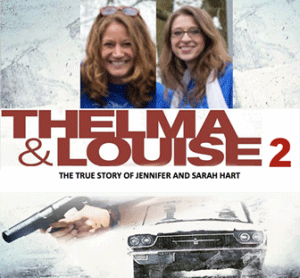 THELMA
& LOUISE 2
THE TRUE STORY OF JENNIFER AND SARAH HART